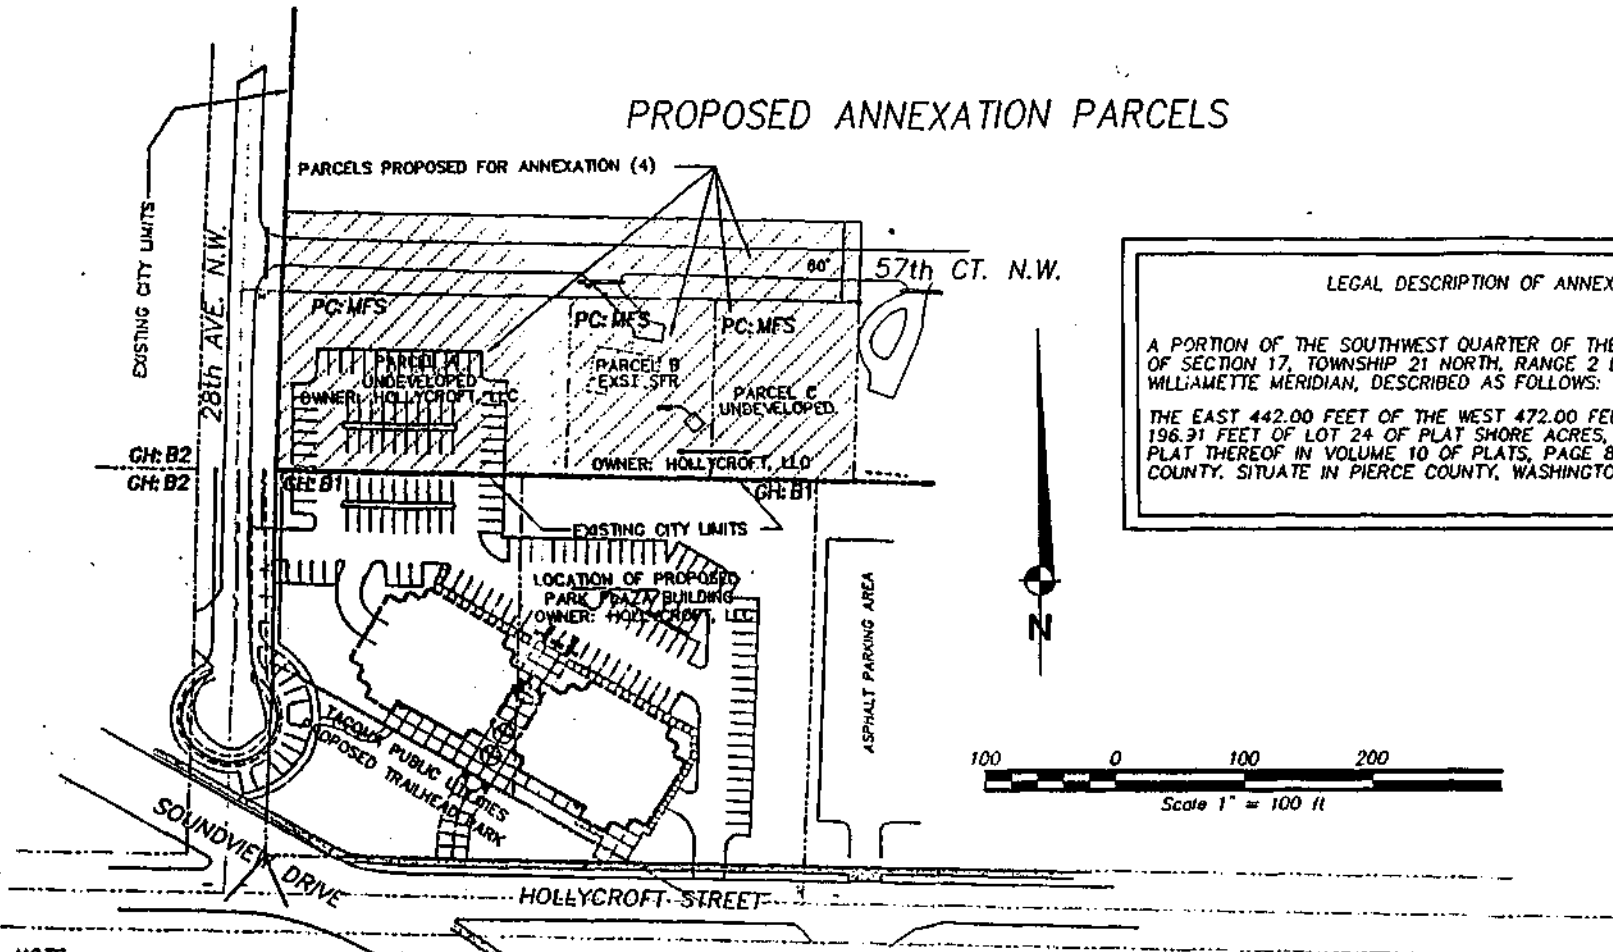 PROPOSED ANNEXATION PARCELS
PARCELS PROPOSED FOR ANNEXATION (4)
EXISTING CITY LIMITS
28th AVE. N.W.
60'
57th CT. N.W.
PC: MFS
PC: MFS
PC: MFS
PARCEL A
UNDEVELOPED
OWNER: HOLLYCROFT, LLC
PARCEL B
EXSI SFR
PARCEL C
UNDEVELOPED
OWNER: HOLLYCROFT, LLC
GH: B2
GH: B2
GH: B1
GH: B1
EXISTING CITY LIMITS
LOCATION OF PROPOSED
PARK PLAZA BUILDING
OWNER: HOLLYCROFT, LLC
ASPHALT PARKING AREA
TACOMA PUBLIC UTILITIES
PROPOSED TRAILHEAD PARK
SOUNDVIEW DRIVE
HOLLYCROFT STREET
LEGAL DESCRIPTION OF ANNEX
A PORTION OF THE SOUTHWEST QUARTER OF THE
OF SECTION 17, TOWNSHIP 21 NORTH, RANGE 2
WILLIAMETTE MERIDIAN, DESCRIBED AS FOLLOWS:
THE EAST 442.00 FEET OF THE WEST 472.00 FEE
196.91 FEET OF LOT 24 OF PLAT SHORE ACRES,
PLAT THEREOF IN VOLUME 10 OF PLATS, PAGE 8
COUNTY. SITUATE IN PIERCE COUNTY, WASHINGTO
N
100 0 100 200
Scale 1" = 100 ft